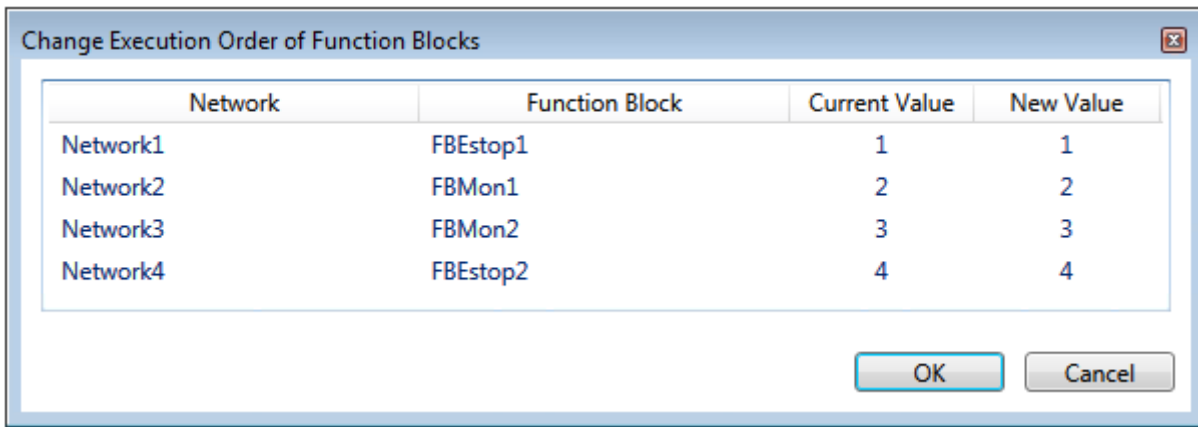 Change Execution Order of Function Blocks
Network Function Block Current Value New Value
Network1 FBEstop1 1 1
Network2 FBMon1 2 2
Network3 FBMon2 3 3
Network4 FBEstop2 4 4
OK Cancel